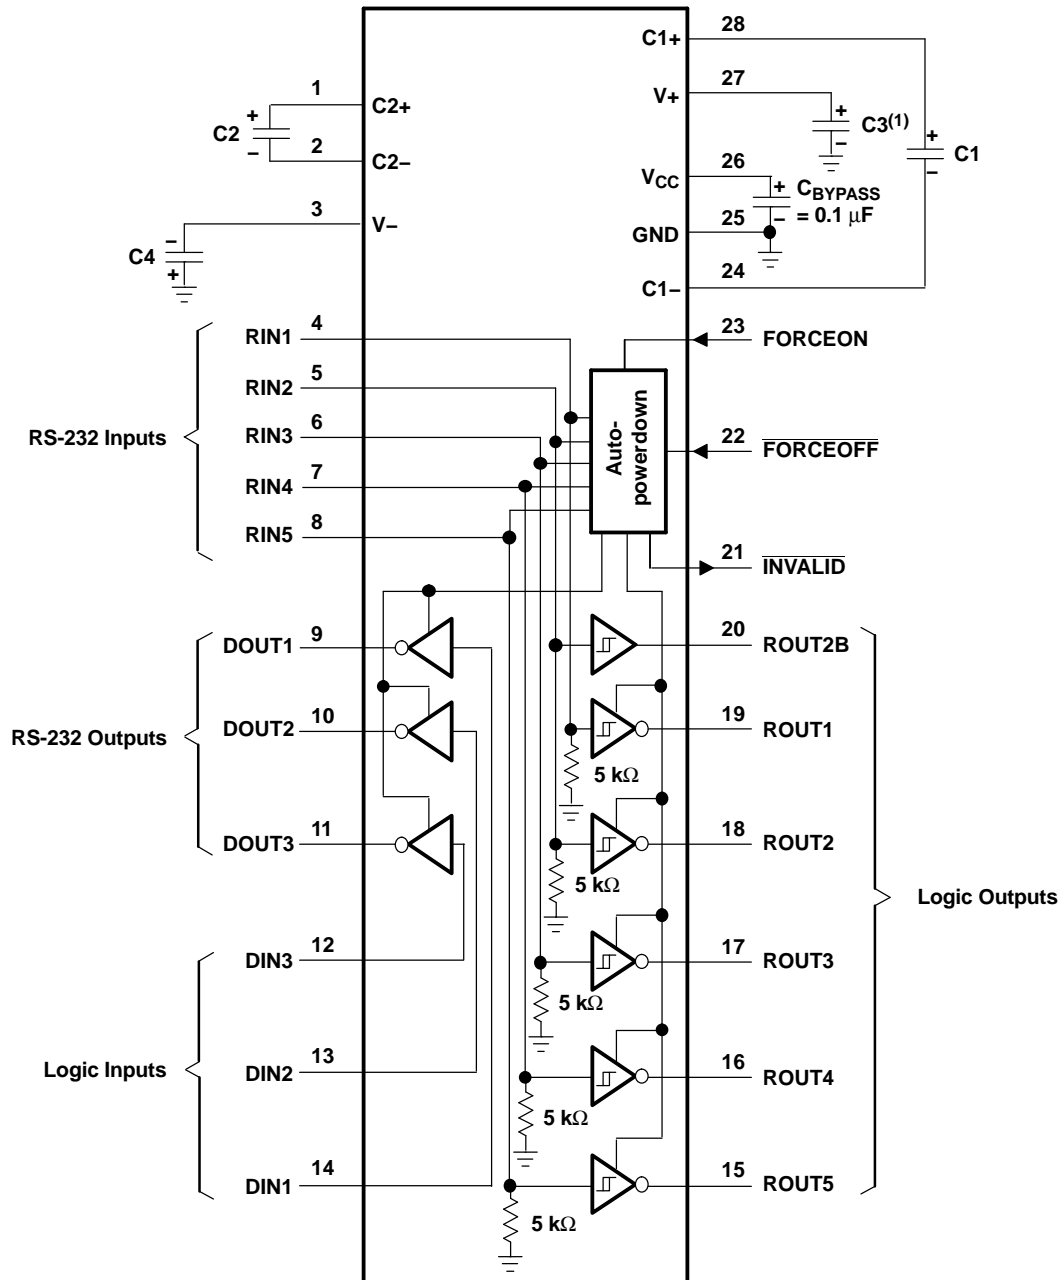 28
C1+
27
V+
+
C3(1)
−
+
C1
−
1
C2+
+
C2
−
2
C2−
26
VCC
+
CBYPASS
= 0.1 μF
−
25
GND
3
V−
−
C4
+
24
C1−
RS-232 Inputs
RIN1
4
RIN2
5
RIN3
6
RIN4
7
RIN5
8
Auto-
powerdown
23
FORCEON
22
FORCEOFF
21
INVALID
RS-232 Outputs
DOUT1
9
DOUT2
10
DOUT3
11
Logic Inputs
DIN3
12
DIN2
13
DIN1
14
20
ROUT2B
19
ROUT1
5 kΩ
18
ROUT2
5 kΩ
17
ROUT3
5 kΩ
16
ROUT4
5 kΩ
15
ROUT5
5 kΩ
Logic Outputs